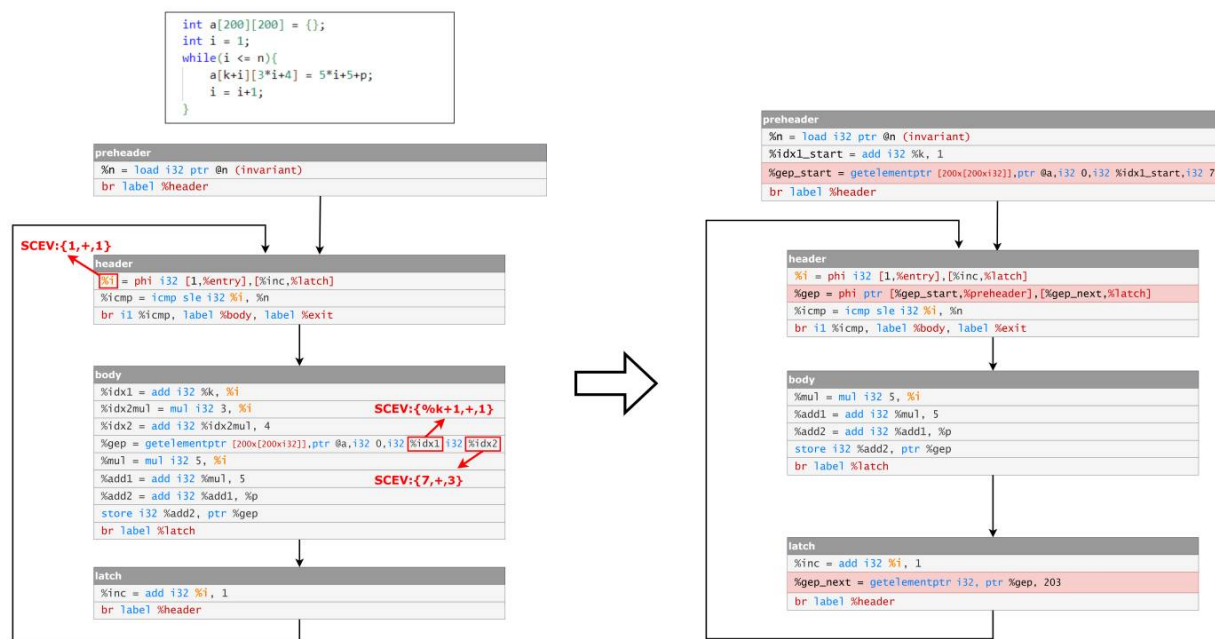 int a[200][200] = {};
int i = 1;
while(i <= n){
a[k+i][3*i+4] = 5*i+5+p;
i = i+1;
}
preheader
%n = load i32 ptr @n (invariant)
br label %header
SCEV:{1,+,1}
header
%i = phi i32 [1,%entry],[%inc,%latch]
%icmp = icmp sle i32 %i, %n
br i1 %icmp, label %body, label %exit
body
%idx1 = add i32 %k, %i
%idx2mul = mul i32 3, %i
SCEV:{%k+1,+,1}
%idx2 = add i32 %idx2mul, 4
%gep = getelementptr [200x[200xi32]],ptr @a,i32 0,i32 %idx1 i32 %idx2
%mul = mul i32 5, %i
%add1 = add i32 %mul, 5
SCEV:{7,+,3}
%add2 = add i32 %add1, %p
store i32 %add2, ptr %gep
br label %latch
latch
%inc = add i32 %i, 1
br label %header
preheader
%n = load i32 ptr @n (invariant)
%idx1_start = add i32 %k, 1
%gep_start = getelementptr [200x[200xi32]],ptr @a,i32 0,i32 %idx1_start,i32 7
br label %header
header
%i = phi i32 [1,%entry],[%inc,%latch]
%gep = phi ptr [%gep_start,%preheader],[%gep_next,%latch]
%icmp = icmp sle i32 %i, %n
br i1 %icmp, label %body, label %exit
body
%mul = mul i32 5, %i
%add1 = add i32 %mul, 5
%add2 = add i32 %add1, %p
store i32 %add2, ptr %gep
br label %latch
latch
%inc = add i32 %i, 1
%gep_next = getelementptr i32, ptr %gep, 203
br label %header